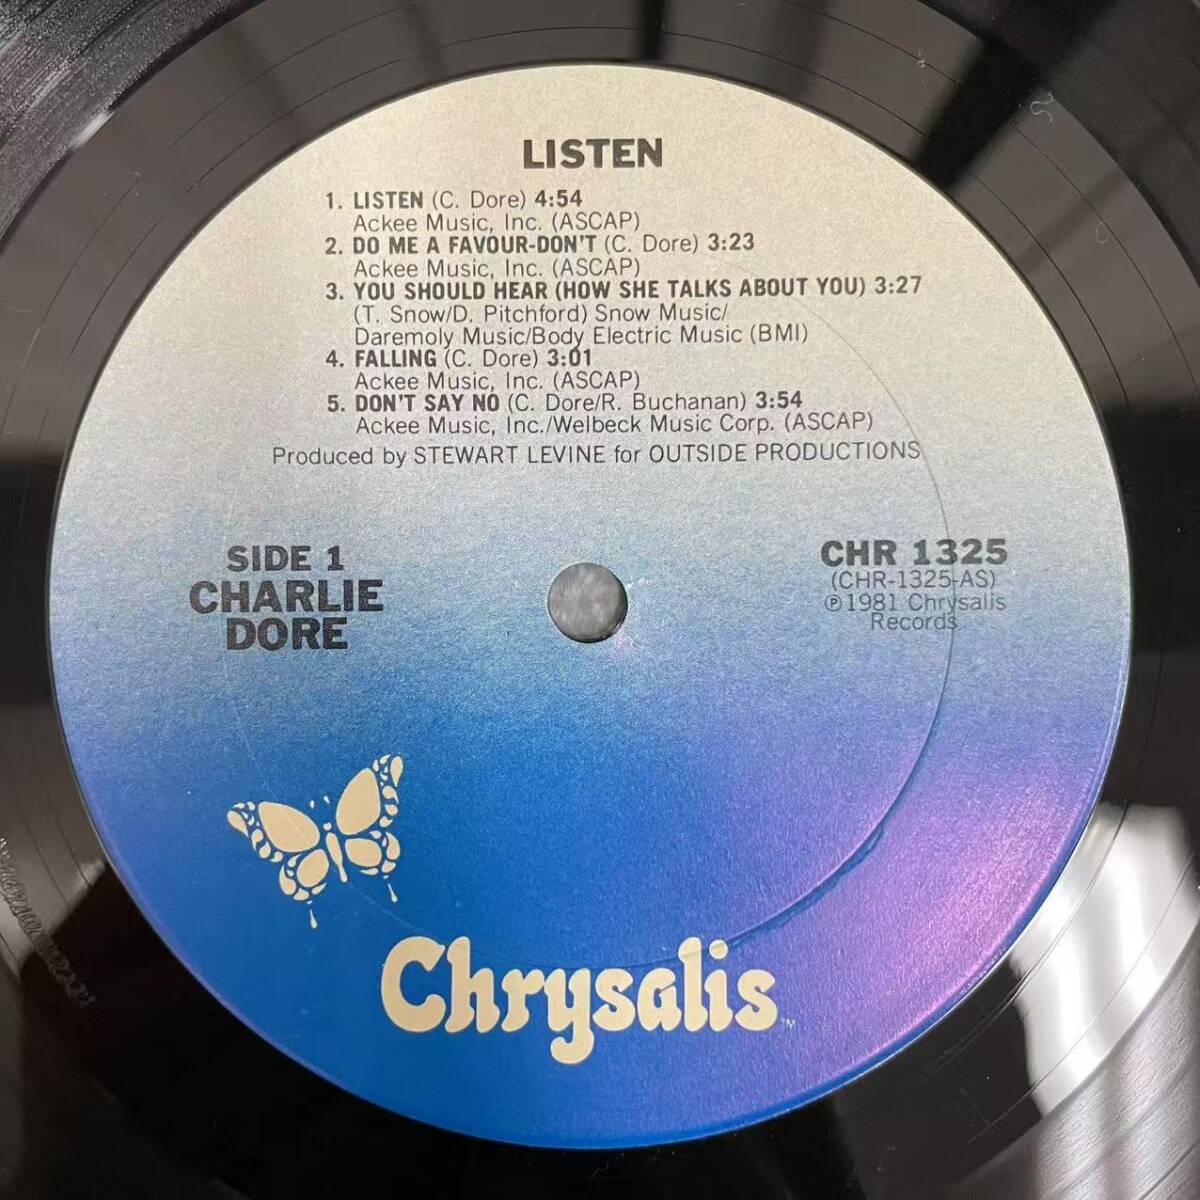 LISTEN
1. LISTEN (C. Dore) 4:54
Ackee Music, Inc. (ASCAP)
2. DO ME A FAVOUR-DON'T (C. Dore) 3:23
Ackee Music, Inc. (ASCAP)
3. YOU SHOULD HEAR (HOW SHE TALKS ABOUT YOU) 3:27
(T. Snow/D. Pitchford) Snow Music/
Daremoly Music/Body Electric Music (BMI)
4. FALLING (C. Dore) 3:01
Ackee Music, Inc. (ASCAP)
5. DON'T SAY NO (C. Dore/R. Buchanan) 3:54
Ackee Music, Inc./Welbeck Music Corp. (ASCAP)
Produced by STEWART LEVINE for OUTSIDE PRODUCTIONS
SIDE 1
CHARLIE
DORE
CHR 1325
(CHR-1325-AS)
℗1981 Chrysalis
Records
Chrysalis™